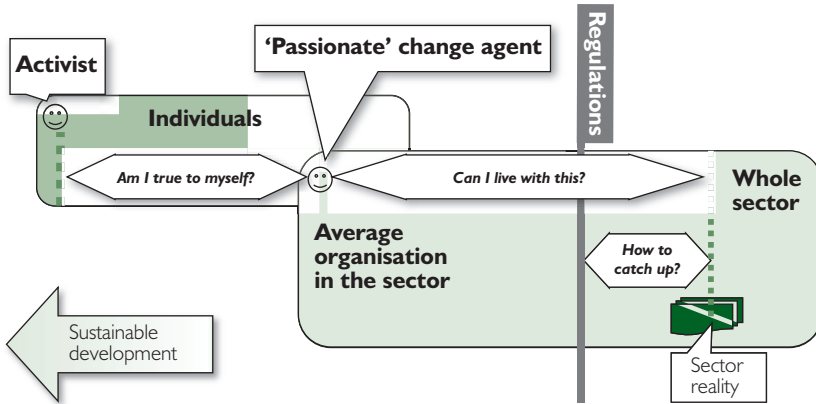 Activist
'Passionate' change agent
Regulations
Individuals
Am I true to myself?
Can I live with this?
Whole
sector
Average
organisation
in the sector
How to
catch up?
Sustainable
development
Sector
reality